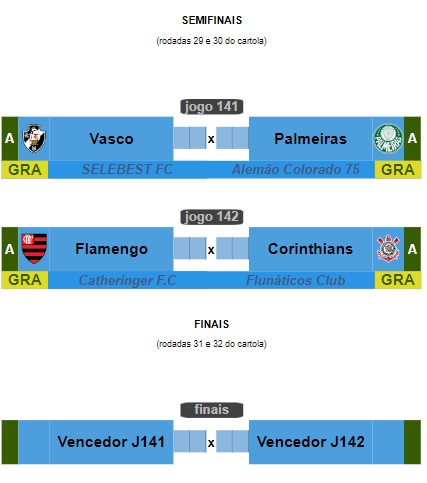 SEMIFINAIS
(rodadas 29 e 30 do cartola)
jogo 141
A Vasco x Palmeiras PALMEIRAS A
GRA SELEBEST FC Alemão Colorado 75 GRA
jogo 142
A Flamengo x Corinthians A
GRA Catheringer F.C Flunáticos Club GRA
FINAIS
(rodadas 31 e 32 do cartola)
finais
Vencedor J141 x Vencedor J142